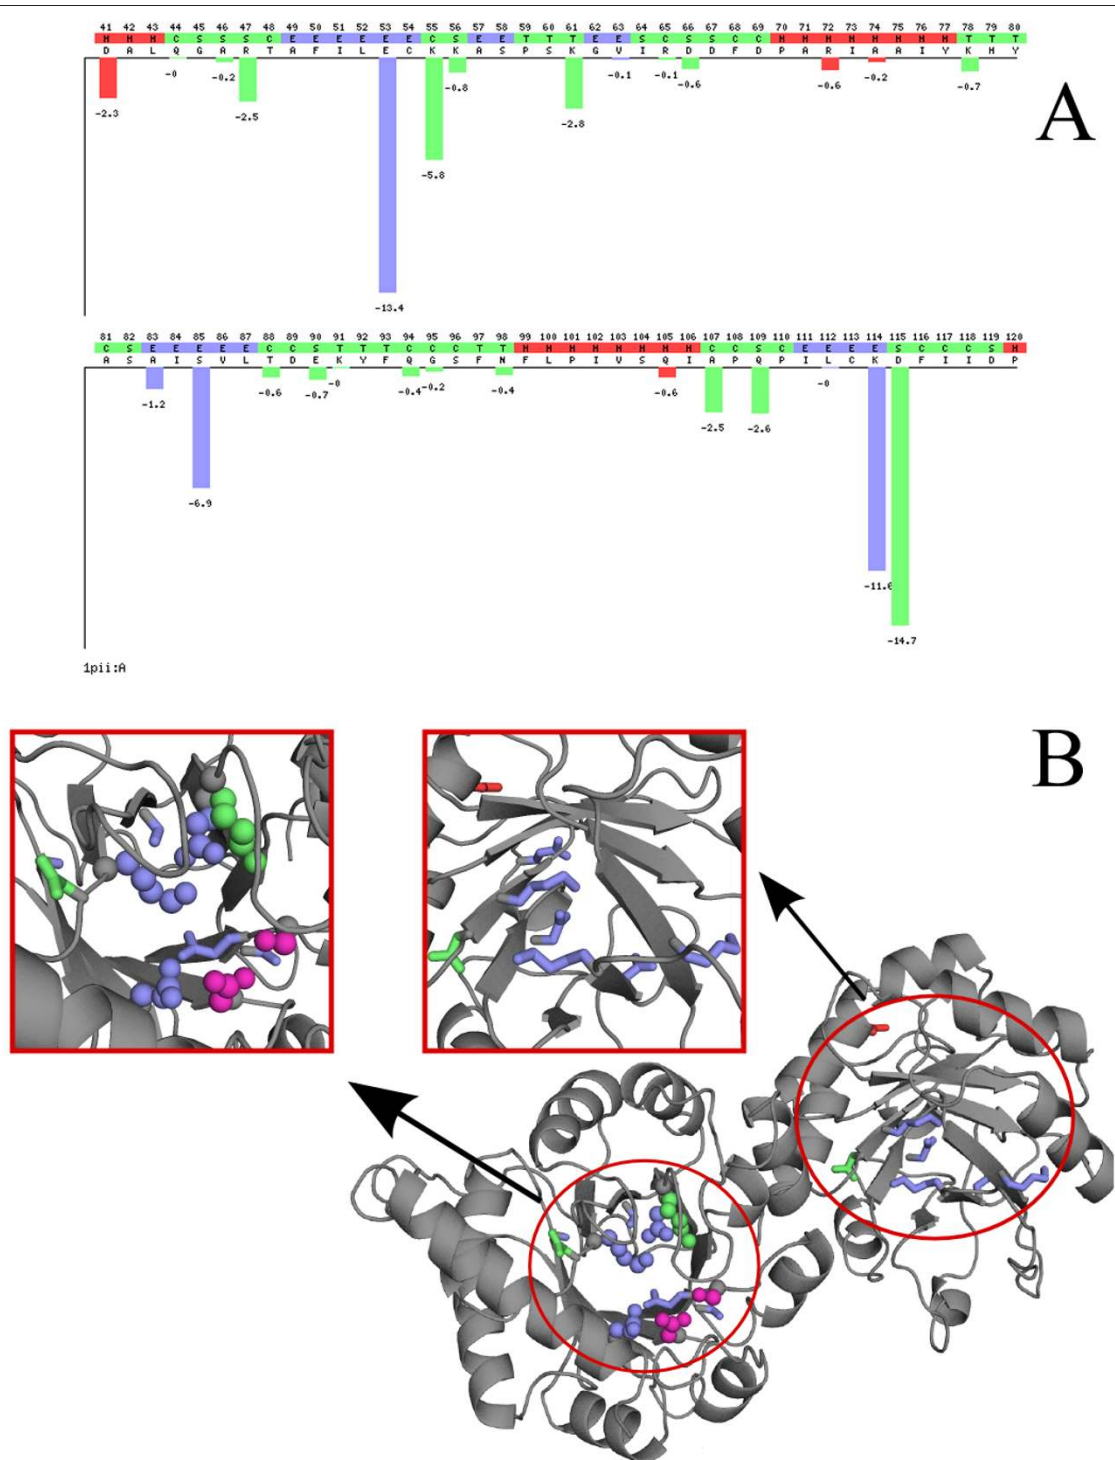 41 42 43 44 45 46 47 48 49 50 51 52 53 54 55 56 57 58 59 60 61 62 63 64 65 66 67 68 69 70 71 72 73 74 75 76 77 78 79 80
H H H C S S S C E E E E E E C S E E T T T E E S C S S C C H H H H H H H H T T T
D A L Q G A R T A F I L E C K K A S P S K G V I R D D F D P A R I A A I Y K H Y
-2.3 -0 -0.2 -2.5 -13.4 -5.8 -0.8 -2.8 -0.1 -0.1 -0.6 -0.6 -0.2 -0.7
A
81 82 83 84 85 86 87 88 89 90 91 92 93 94 95 96 97 98 99 100 101 102 103 104 105 106 107 108 109 110 111 112 113 114 115 116 117 118 119 120
C S E E E E E C C S T T T C C C T T H H H H H H H H C C S C E E E E S C C C S H
A S A I S V L T D E K Y F Q G S F N F L P I V S Q I A P Q P I L C K D F I I D P
-1.2 -6.9 -0.6 -0.7 -0 -0.4 -0.2 -0.4 -0.6 -2.5 -2.6 -0 -11.6 -14.7
1pii:A
B